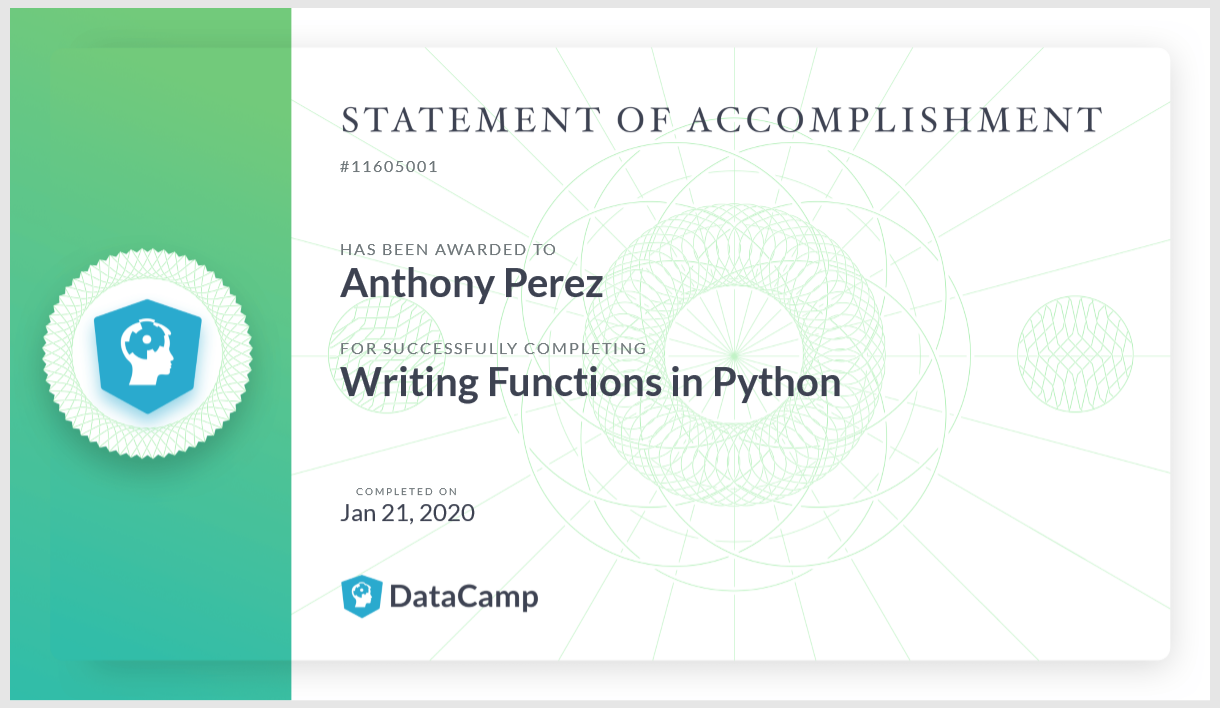 STATEMENT OF ACCOMPLISHMENT
#11605001
HAS BEEN AWARDED TO
Anthony Perez
FOR SUCCESSFULLY COMPLETING
Writing Functions in Python
COMPLETED ON
Jan 21, 2020
DataCamp